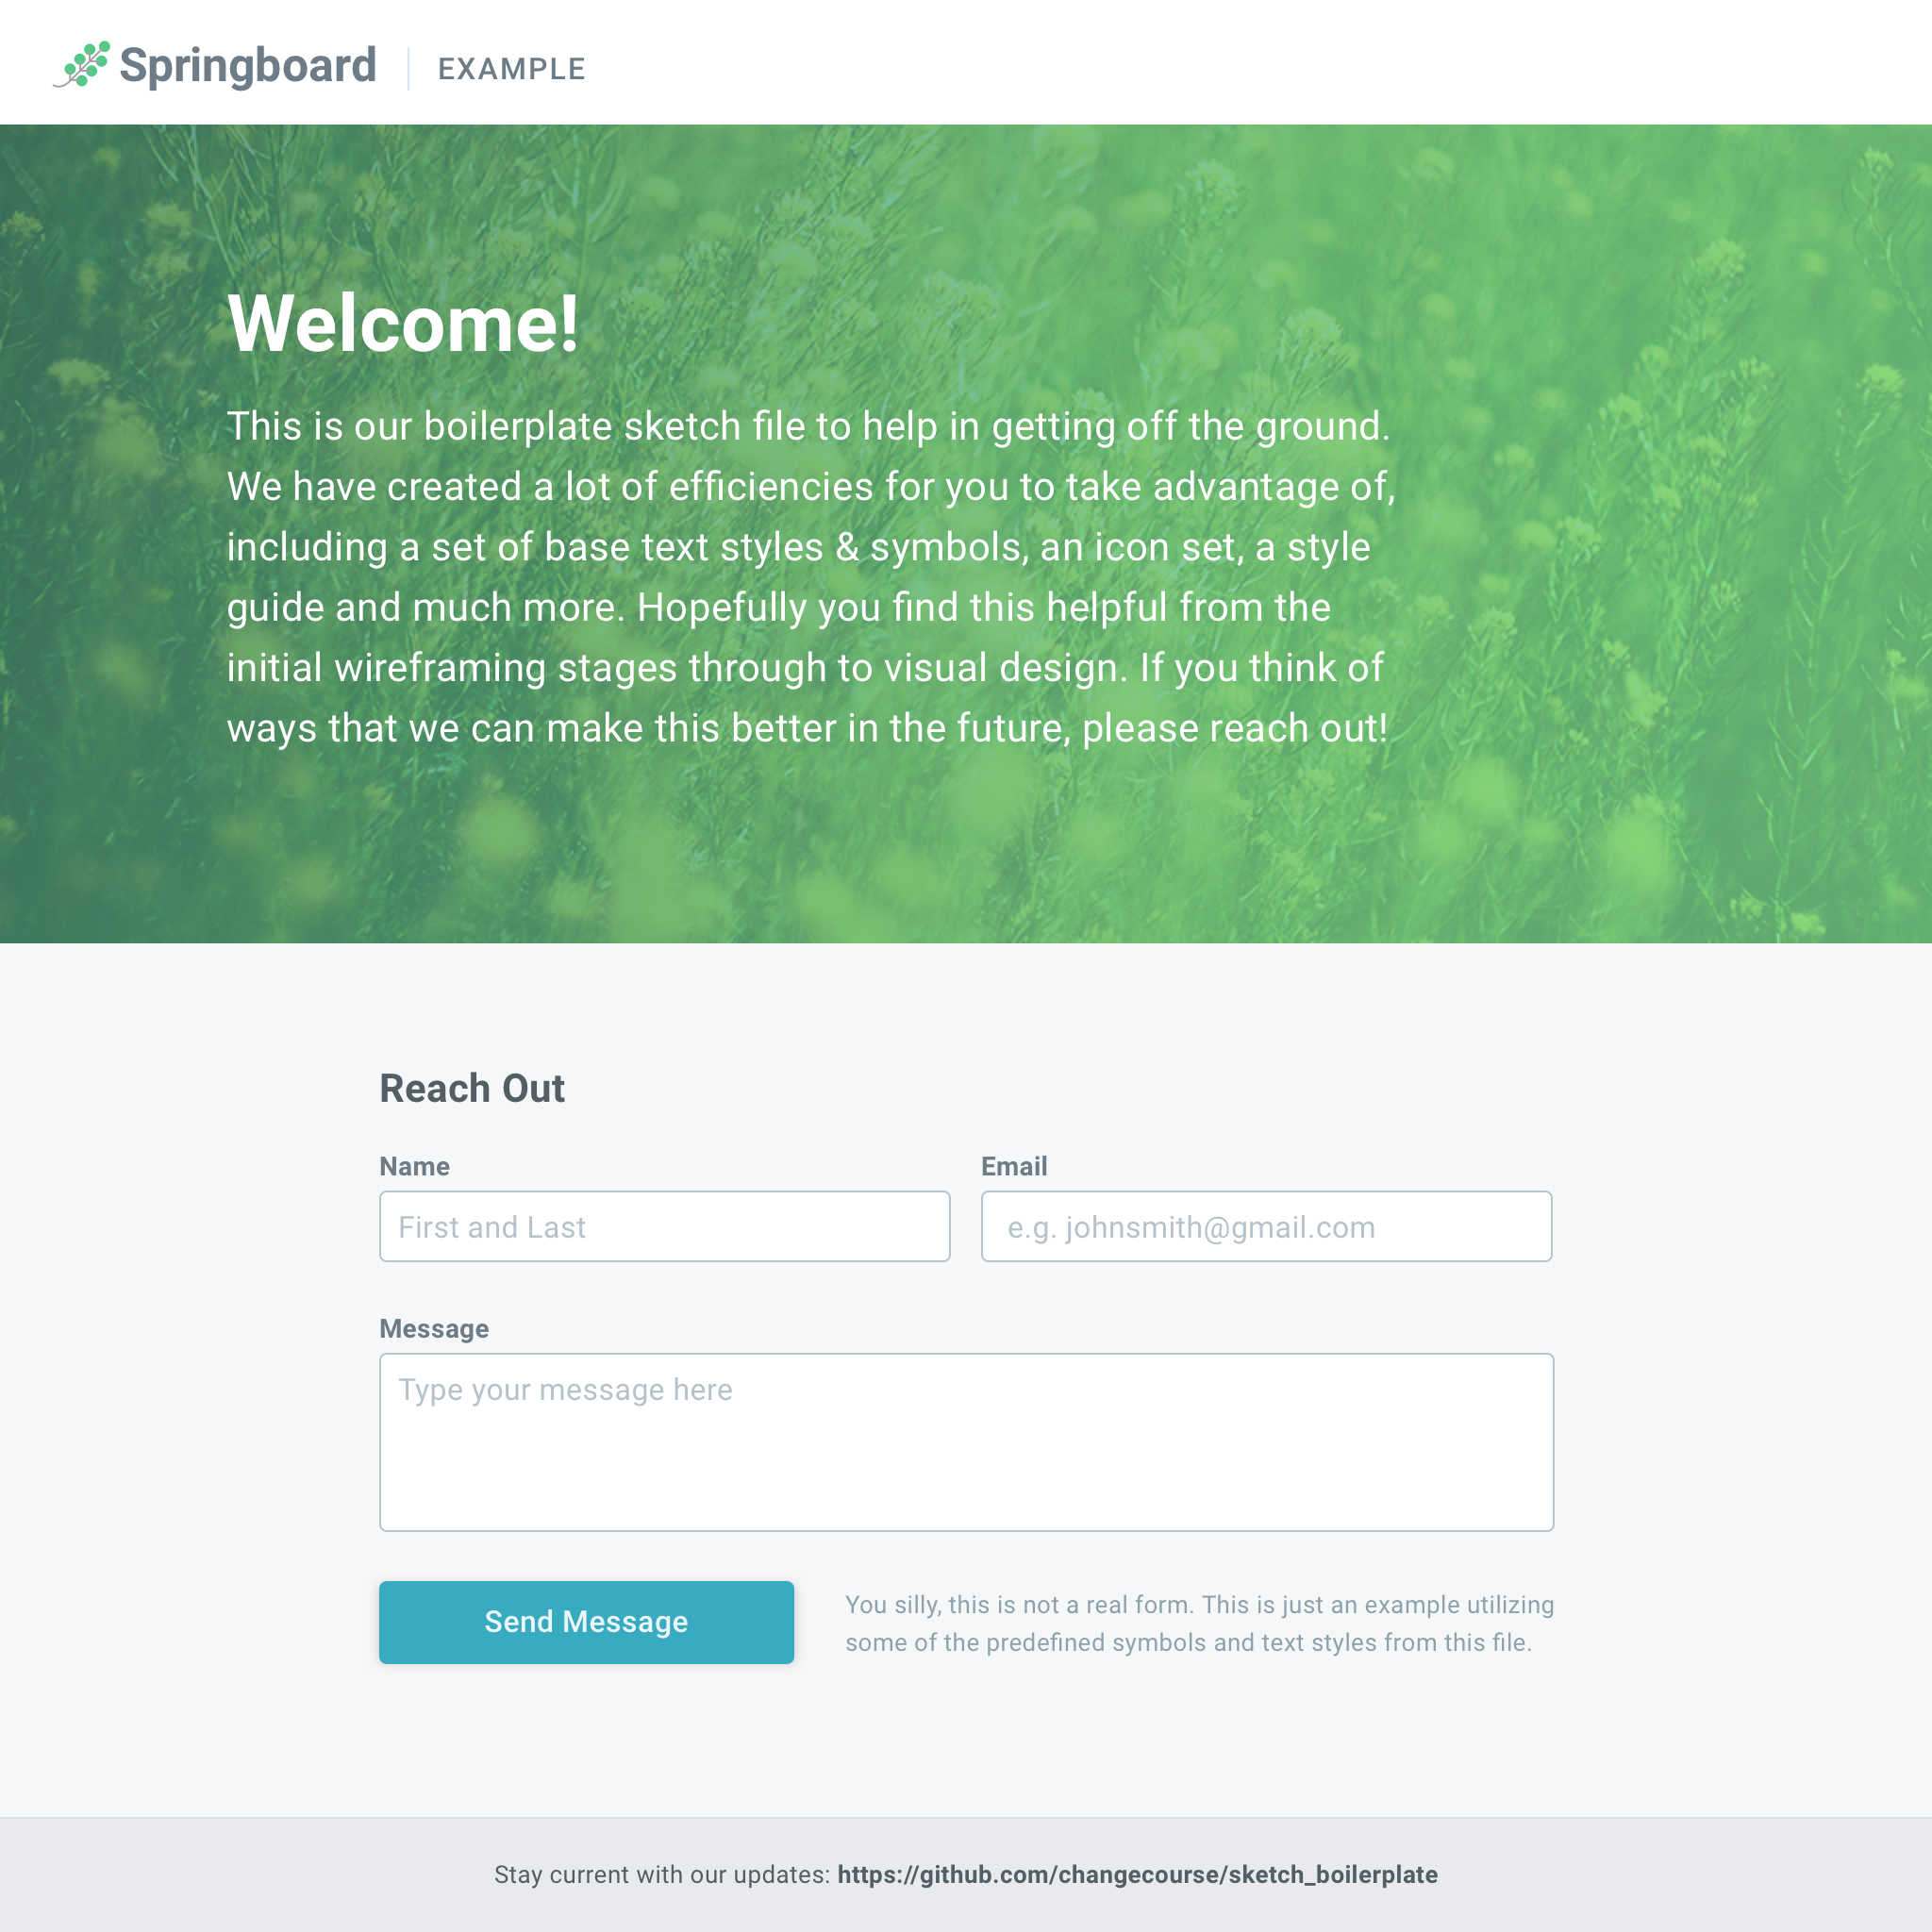 Springboard
EXAMPLE
Welcome!
This is our boilerplate sketch file to help in getting off the ground.
We have created a lot of efficiencies for you to take advantage of,
including a set of base text styles & symbols, an icon set, a style
guide and much more. Hopefully you find this helpful from the
initial wireframing stages through to visual design. If you think of
ways that we can make this better in the future, please reach out!
Reach Out
Name
First and Last
Email
e.g. johnsmith@gmail.com
Message
Type your message here
Send Message
You silly, this is not a real form. This is just an example utilizing
some of the predefined symbols and text styles from this file.
Stay current with our updates: https://github.com/changecourse/sketch_boilerplate